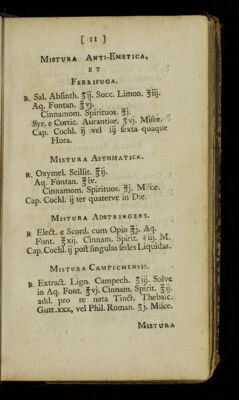 [ 11 ]
MISTURA ANTI-EMETICA,
ET
FEBRIFUGA.
℞ Sal. Absinth. ʒij. Succ. Limon. ℥iij.
Aq. Fontan. ℥vj.
Cinnamom. Spirituos. ℥j.
Syr. e Cortic. Aurantior. ʒvj. Misce.
Cap. Cochl. ij vel iij sexta quaque
Hora.
MISTURA ASTHMATICA.
℞ Oxymel. Scillit. ℥ij.
Aq. Fontan. ℥iv.
Cinnamom. Spirituos. ℥j. Misce.
Cap. Cochl. ij ter quaterve in Die.
MISTURA ADSTRINGENS.
℞ Elect. e Scord. cum Opio ℥j. Aq.
Font. ℥xij. Cinnam. Spirit. ℥iij. M.
Cap. Cochl. ij post singulas sedes Liquidas.
MISTURA CAMPECHENSIS.
℞ Extract. Lign. Campech. ʒiij. Solve
in Aq. Font. ℥vj. Cinnam. Spirit. ℥ij.
add. pro re nata Tinct. Thebaic.
Gutt. xxx, vel Phil. Roman. ʒj. Misce.
MISTURA